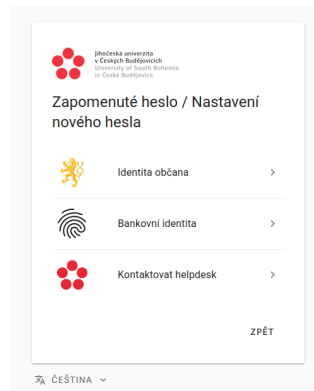 Jihočeská univerzita
v Českých Budějovicích
University of South Bohemia
in České Budějovice
Zapomenuté heslo / Nastavení
nového hesla
Identita občana
Bankovní identita
Kontaktovat helpdesk
ZPĚT
ČEŠTINA